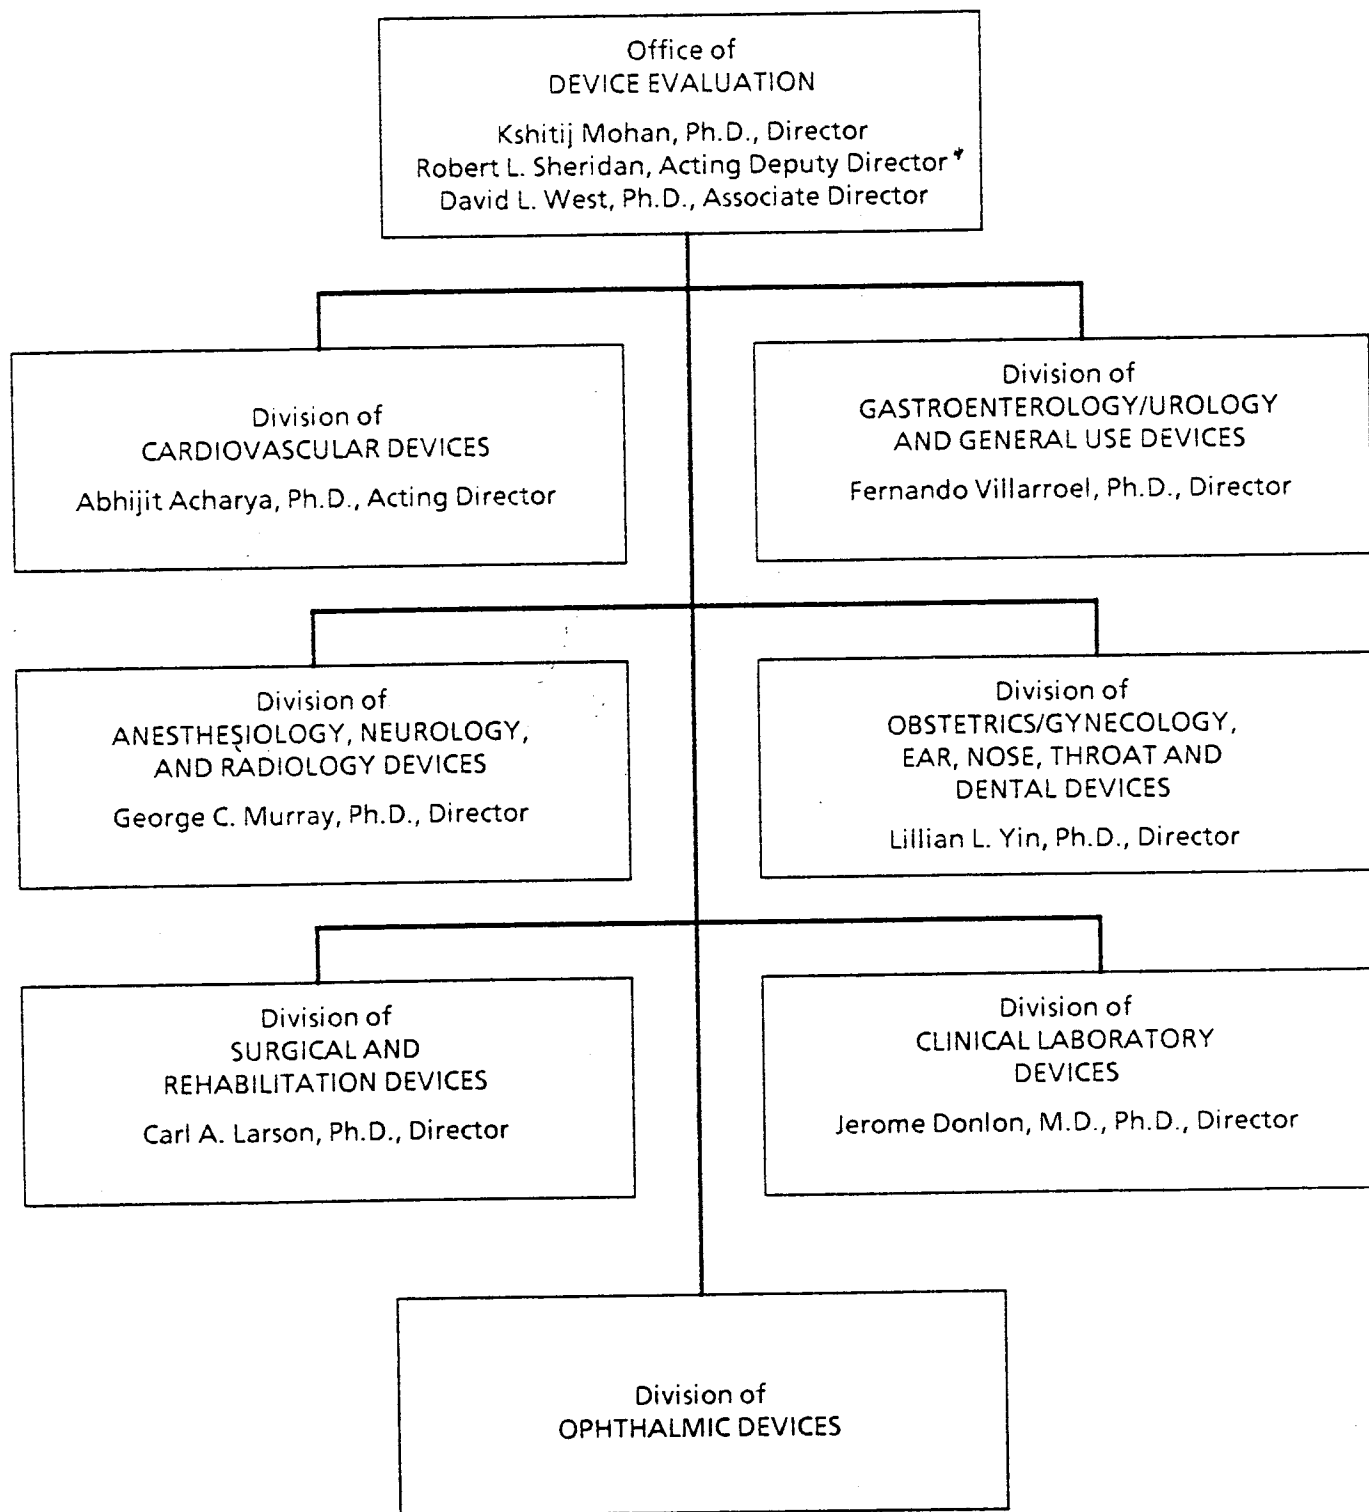 Office of
DEVICE EVALUATION
Kshitij Mohan, Ph.D., Director
Robert L. Sheridan, Acting Deputy Director*
David L. West, Ph.D., Associate Director
Division of
CARDIOVASCULAR DEVICES
Abhijit Acharya, Ph.D., Acting Director
Division of
GASTROENTEROLOGY/UROLOGY
AND GENERAL USE DEVICES
Fernando Villarroel, Ph.D., Director
Division of
ANESTHESIOLOGY, NEUROLOGY,
AND RADIOLOGY DEVICES
George C. Murray, Ph.D., Director
Division of
OBSTETRICS/GYNECOLOGY,
EAR, NOSE, THROAT AND
DENTAL DEVICES
Lillian L. Yin, Ph.D., Director
Division of
SURGICAL AND
REHABILITATION DEVICES
Carl A. Larson, Ph.D., Director
Division of
CLINICAL LABORATORY
DEVICES
Jerome Donlon, M.D., Ph.D., Director
Division of
OPHTHALMIC DEVICES